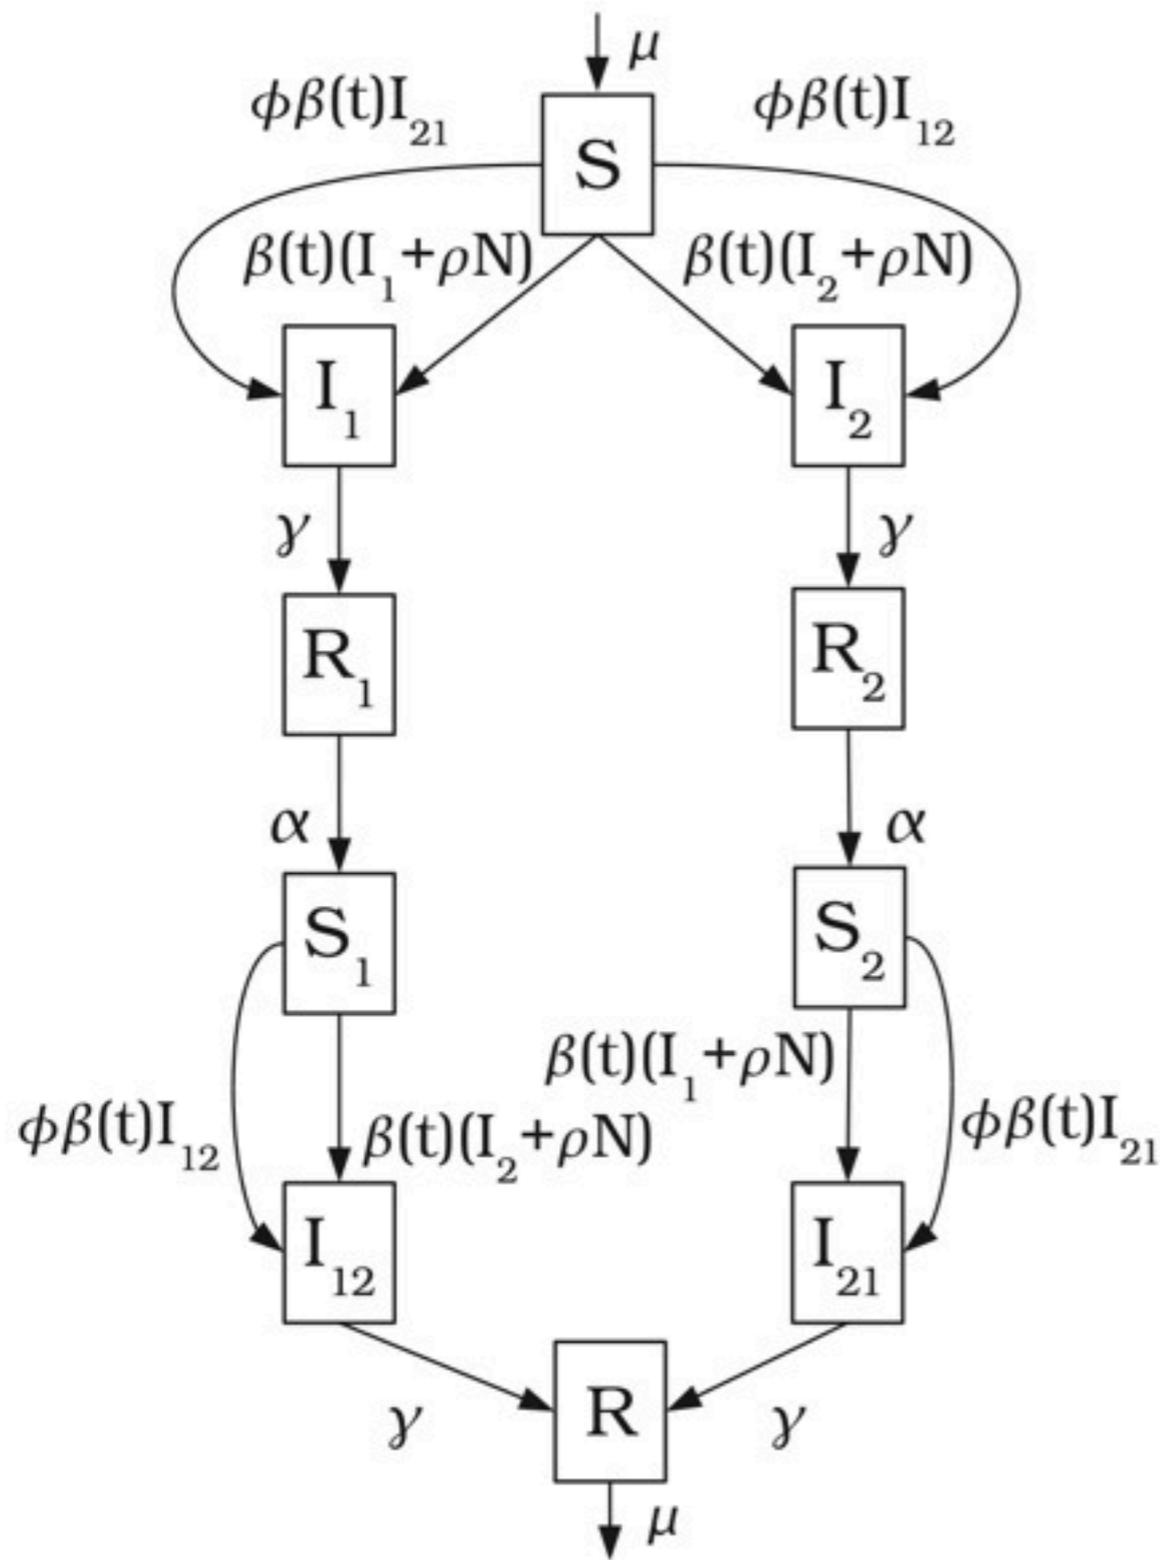 μ
ϕβ(t)I₂₁
ϕβ(t)I₁₂
S
β(t)(I₁+ρN)
β(t)(I₂+ρN)
I₁
I₂
γ
γ
R₁
R₂
α
α
S₁
S₂
β(t)(I₁+ρN)
ϕβ(t)I₁₂
β(t)(I₂+ρN)
ϕβ(t)I₂₁
I₁₂
I₂₁
R
γ
γ
μ